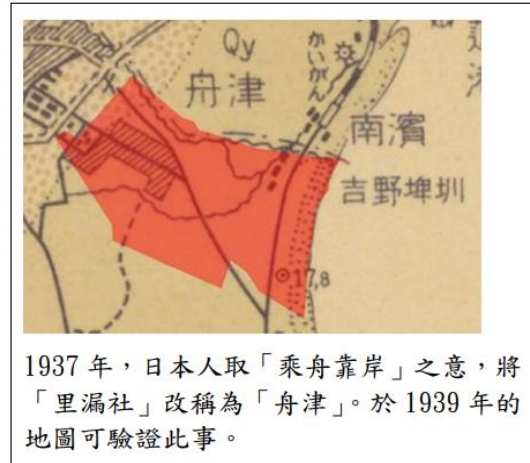 Qy
舟津
かいがん
南濱
吉野埤圳
17,8
1937 年，日本人取「乘舟靠岸」之意，將
「里漏社」改稱為「舟津」。於 1939 年的
地圖可驗證此事。